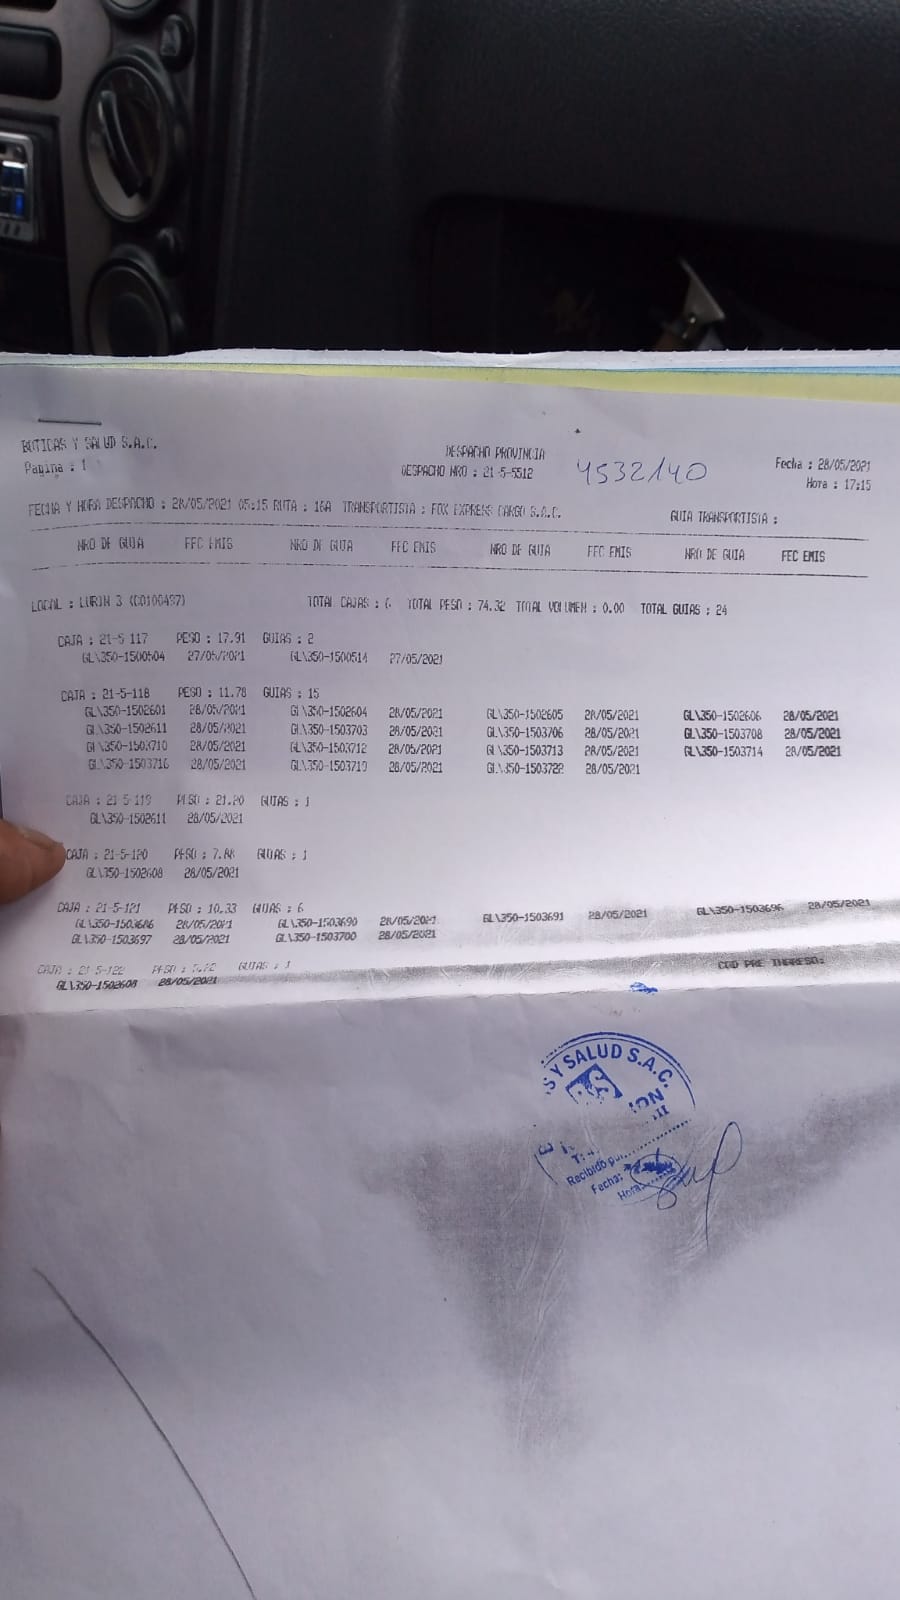 BOTICAS Y SALUD S.A.C.
Pagina : 1
DESPACHO PROVINCIA
DESPACHO NRO : 21-5-5512
4532140
Fecha : 28/05/2021
Hora : 17:15
FECHA Y HORA DESPACHO : 28/05/2021 05:15 RUTA : 16A TRANSPORTISTA : FOX EXPRESS CARGO S.A.C. GUIA TRANSPORTISTA :
NRO DE GUIA FEC EMIS NRO DE GUIA FEC EMIS NRO DE GUIA FEC EMIS NRO DE GUIA FEC EMIS
LOCAL : LURIN 3 TOTAL CAJAS : 6 TOTAL PESO : 74.32 TOTAL VOLUMEN : 0.00 TOTAL GUIAS : 24
CAJA : 21-5-117 PESO : 17.91 GUIAS : 2
GL\350-1500504 27/05/2021 GL\350-1500514 27/05/2021
CAJA : 21-5-118 PESO : 11.78 GUIAS : 15
GL\350-1502601 28/05/2021 GL\350-1502604 28/05/2021 GL\350-1502605 28/05/2021 GL\350-1502606 28/05/2021
GL\350-1502611 28/05/2021 GL\350-1503703 28/05/2021 GL\350-1503706 28/05/2021 GL\350-1503708 28/05/2021
GL\350-1503710 28/05/2021 GL\350-1503712 28/05/2021 GL\350-1503713 28/05/2021 GL\350-1503714 28/05/2021
GL\350-1503716 28/05/2021 GL\350-1503719 28/05/2021 GL\350-1503722 28/05/2021
CAJA : 21-5-119 PESO : 21.20 GUIAS : 1
GL\350-1502611 28/05/2021
CAJA : 21-5-120 PESO : GUIAS : 1
GL\350-1502608 28/05/2021
CAJA : 21-5-121 PESO : 10.33 GUIAS : 6
GL\350-1503686 28/05/2021 GL\350-1503690 28/05/2021 GL\350-1503691 28/05/2021 GL\350-1503696 28/05/2021
GL\350-1503697 28/05/2021 GL\350-1503700 28/05/2021
CAJA : 21-5-122 PESO : GUIAS : 1
GL\350-1502608 28/05/2021
COD PRE INGRESO:
S Y SALUD S.A.C.
Recibido por
Fecha:
Hora: